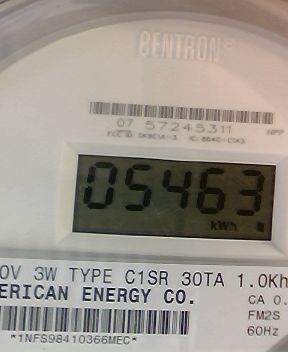 CENTRON®
07 57245311
05463
kWh
0V 3W TYPE C1SR 30TA 1.0Kh
ERICAN ENERGY CO.
CA 0.
FM2S
60Hz
*1NFS98410366MEC*